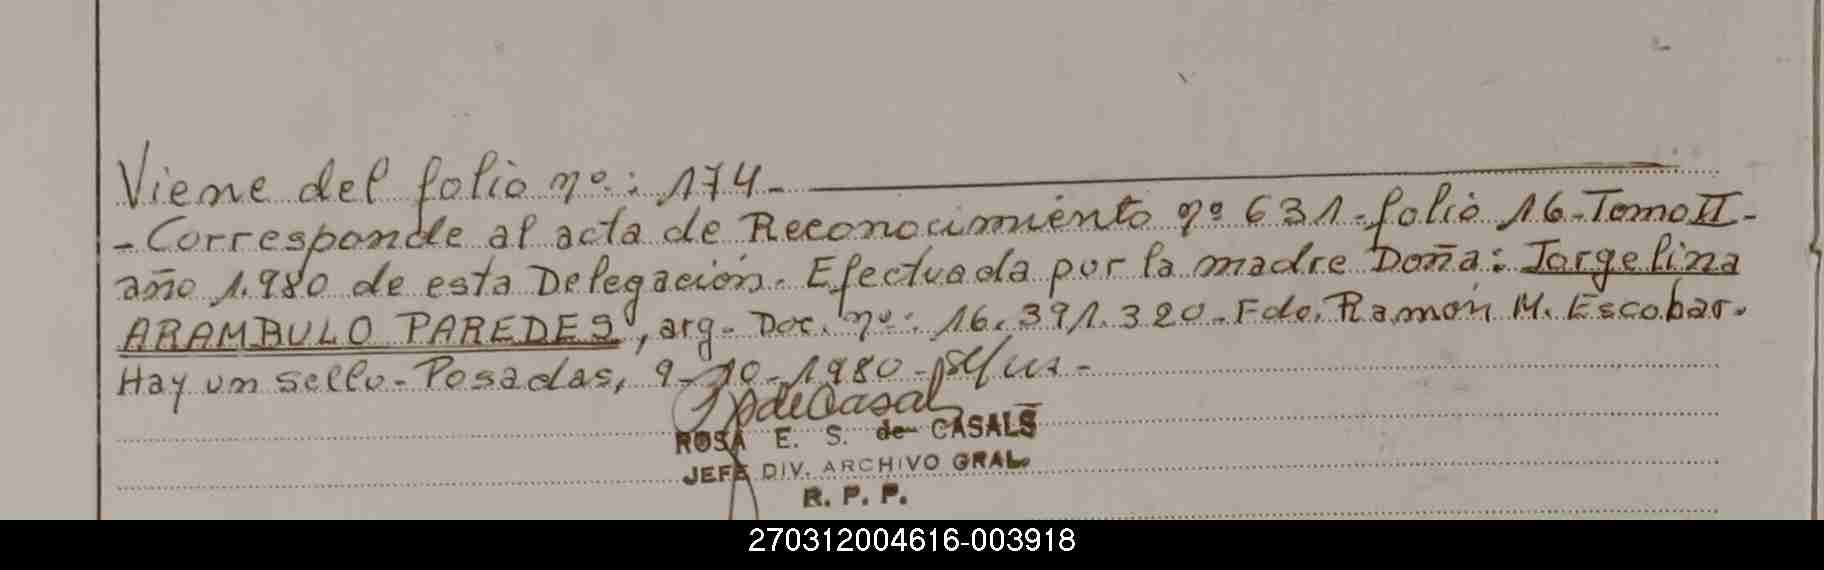 Viene del folio nº: 174-
- Corresponde al acta de Reconocimiento nº 631- folio 16-Tomo II-
año 1.980 de esta Delegación. Efectuada por la madre Doña: Jorgelina
ARAMBULO PAREDES, arg- Doc. nº: 16.391.320- Fdo. Ramón M. Escobar.
Hay un sello- Posadas, 9-10-1980-
ROSA E. S. de CASALS
JEFE DIV. ARCHIVO GRAL.
R. P. P.
270312004616-003918